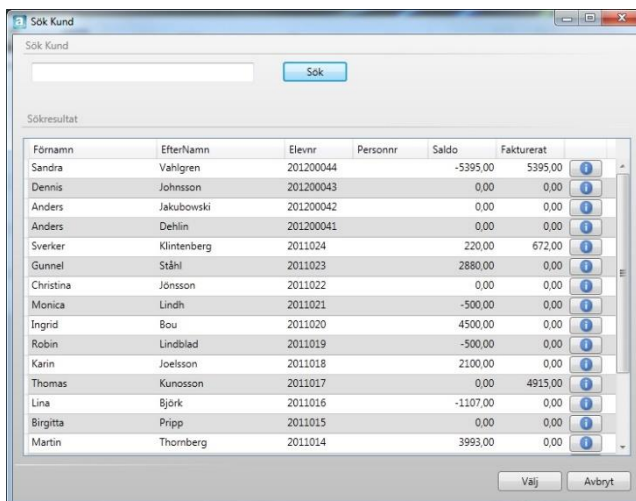 a Sök Kund
Sök Kund
Sök
Sökresultat
Förnamn EfterNamn Elevnr Personnr Saldo Fakturerat
Sandra Vahlgren 201200044 -5395,00 5395,00
Dennis Johnsson 201200043 0,00 0,00
Anders Jakubowski 201200042 0,00 0,00
Anders Dehlin 201200041 0,00 0,00
Sverker Klintenberg 2011024 220,00 672,00
Gunnel Ståhl 2011023 2880,00 0,00
Christina Jönsson 2011022 0,00 0,00
Monica Lindh 2011021 -500,00 0,00
Ingrid Bou 2011020 4500,00 0,00
Robin Lindblad 2011019 -500,00 0,00
Karin Joelsson 2011018 2100,00 0,00
Thomas Kunosson 2011017 0,00 4915,00
Lina Björk 2011016 -1107,00 0,00
Birgitta Pripp 2011015 0,00 0,00
Martin Thornberg 2011014 3993,00 0,00
Välj Avbryt